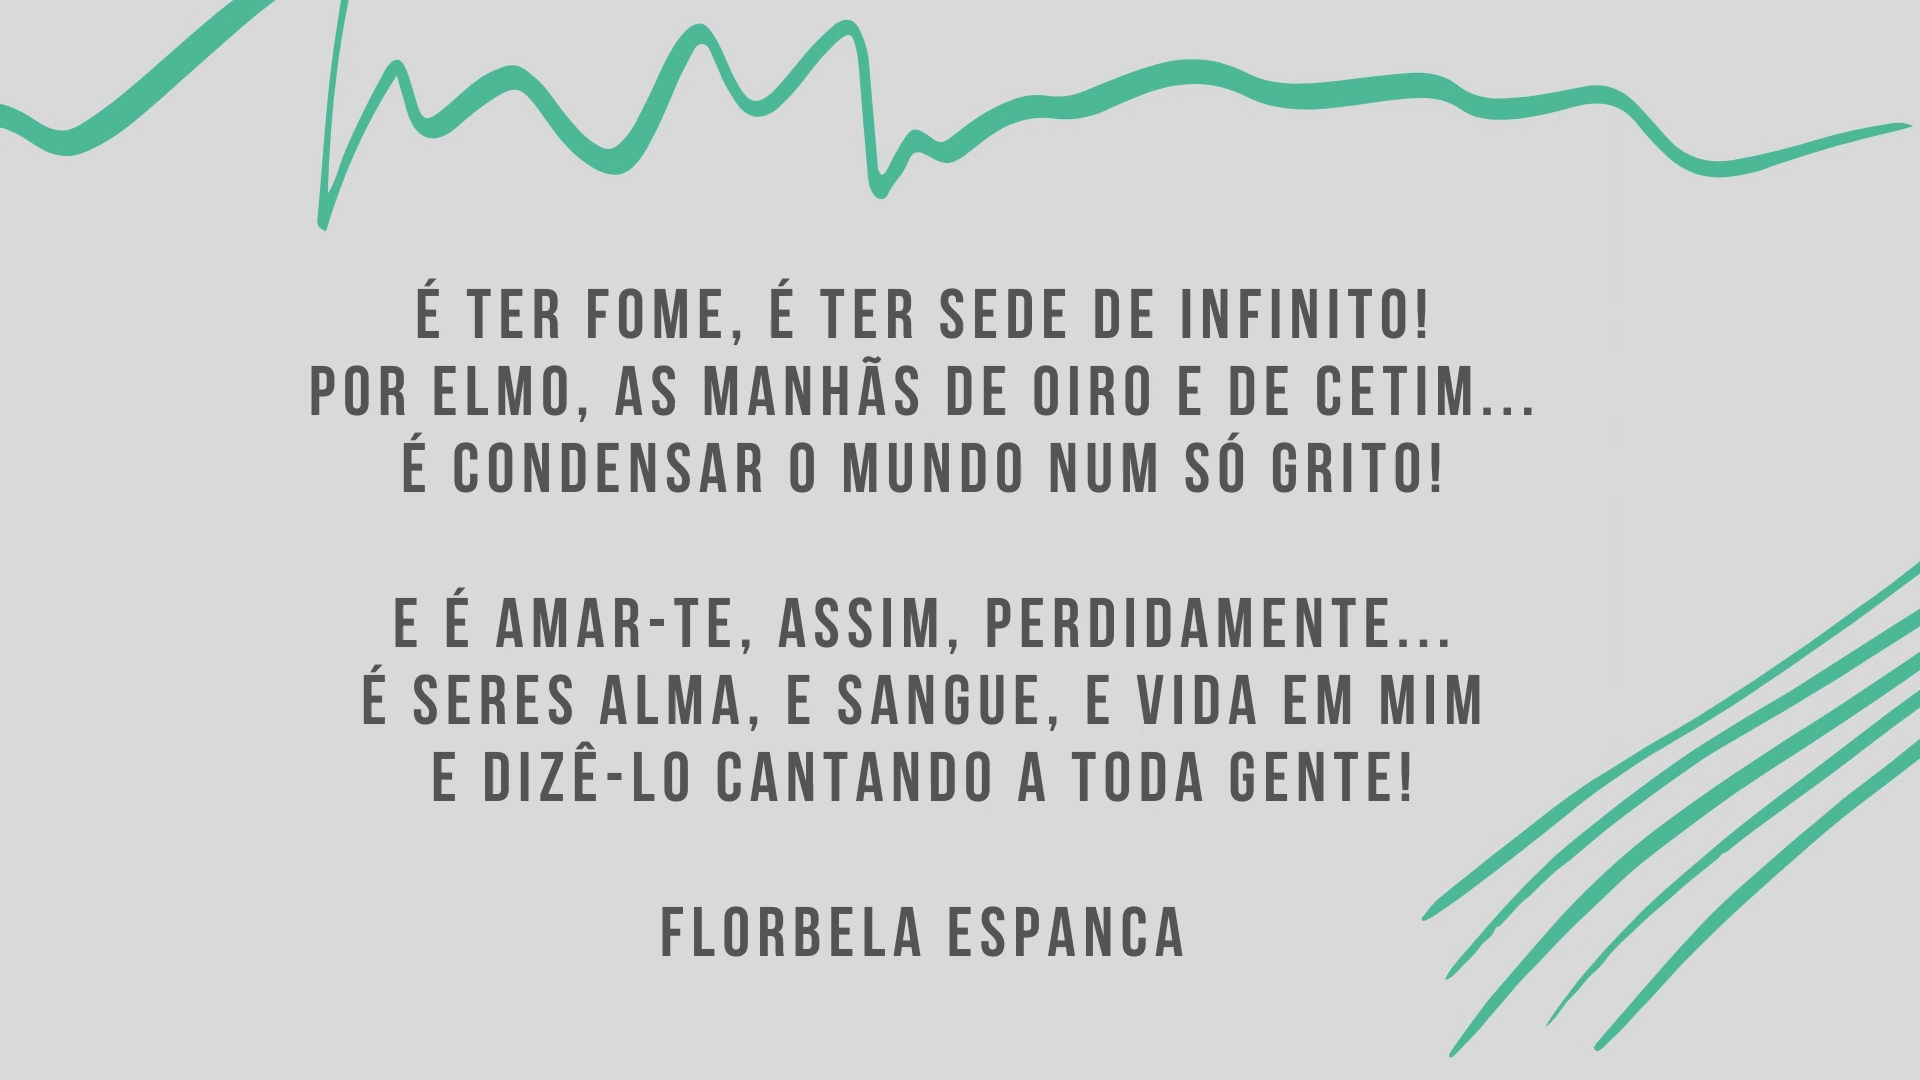 É TER FOME, É TER SEDE DE INFINITO!
POR ELMO, AS MANHÃS DE OIRO E DE CETIM...
É CONDENSAR O MUNDO NUM SÓ GRITO!
E É AMAR-TE, ASSIM, PERDIDAMENTE...
É SERES ALMA, E SANGUE, E VIDA EM MIM
E DIZÊ-LO CANTANDO A TODA GENTE!
FLORBELA ESPANCA